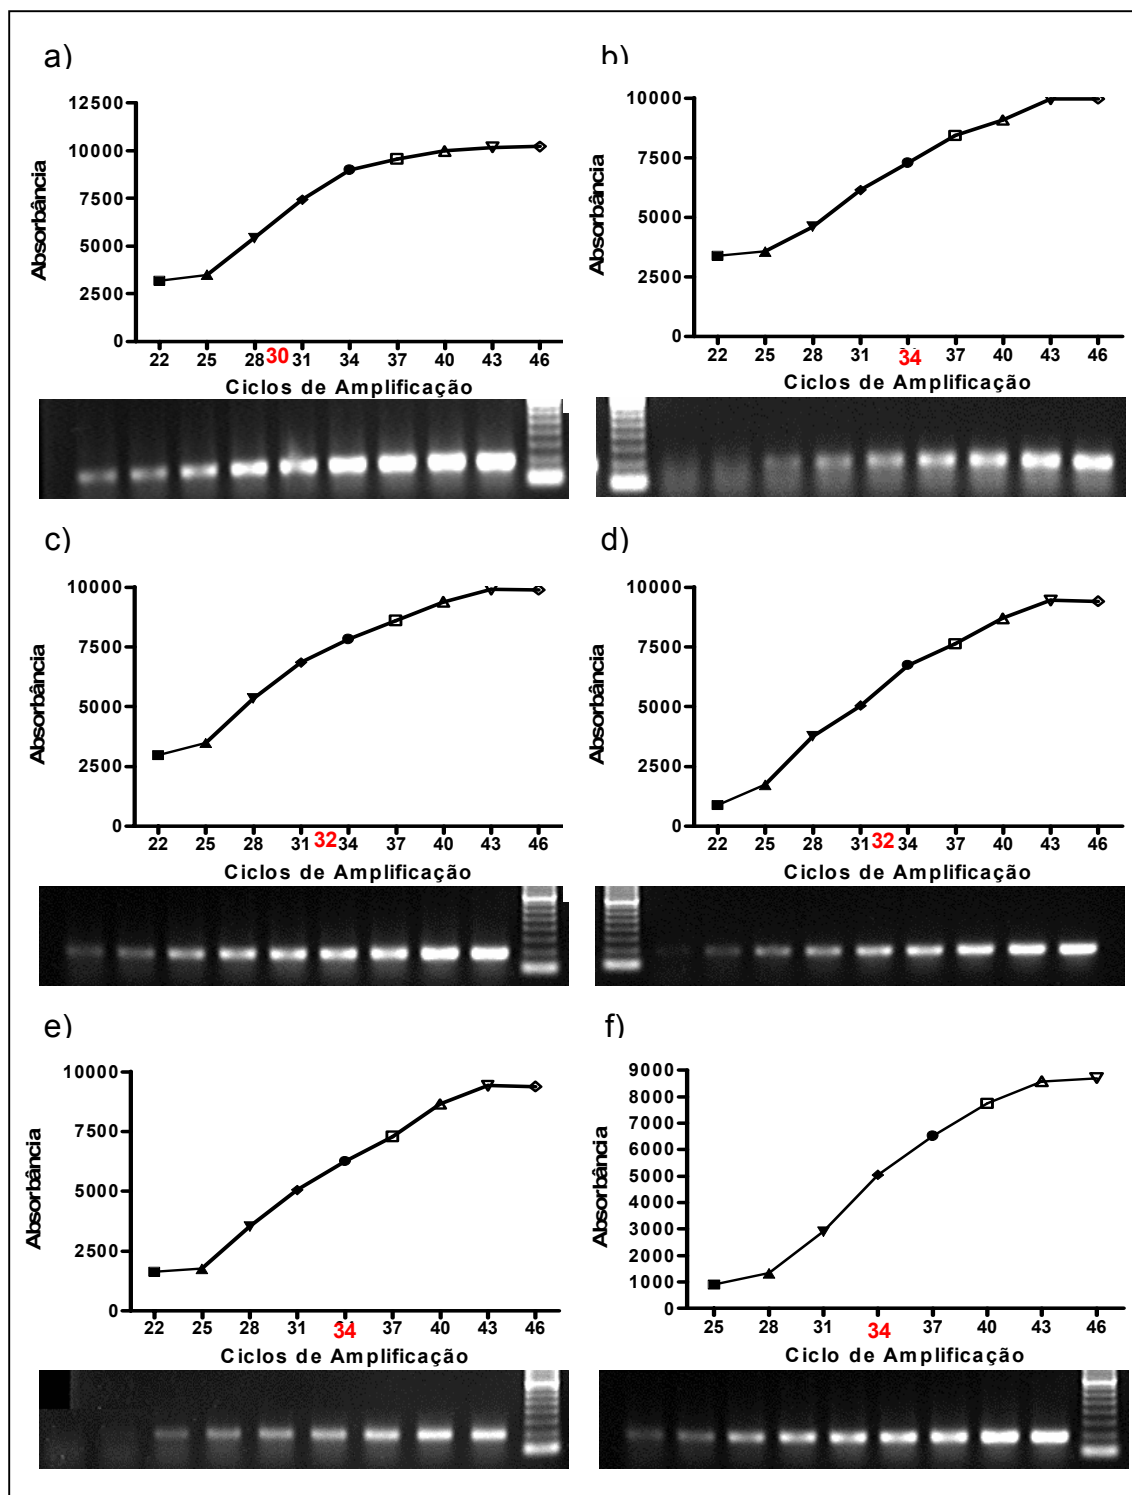 a)
12500
10000
7500
5000
2500
0
Absorbância
22 25 28 30 31 34 37 40 43 46
Ciclos de Amplificação
b)
10000
7500
5000
2500
0
Absorbância
22 25 28 31 34 37 40 43 46
Ciclos de Amplificação
c)
10000
7500
5000
2500
0
Absorbância
22 25 28 31 32 34 37 40 43 46
Ciclos de Amplificação
d)
10000
7500
5000
2500
0
Absorbância
22 25 28 31 32 34 37 40 43 46
Ciclos de Amplificação
e)
10000
7500
5000
2500
0
Absorbância
22 25 28 31 34 37 40 43 46
Ciclos de Amplificação
f)
9000
8000
7000
6000
5000
4000
3000
2000
1000
0
Absorbância
25 28 31 34 37 40 43 46
Ciclo de Amplificação